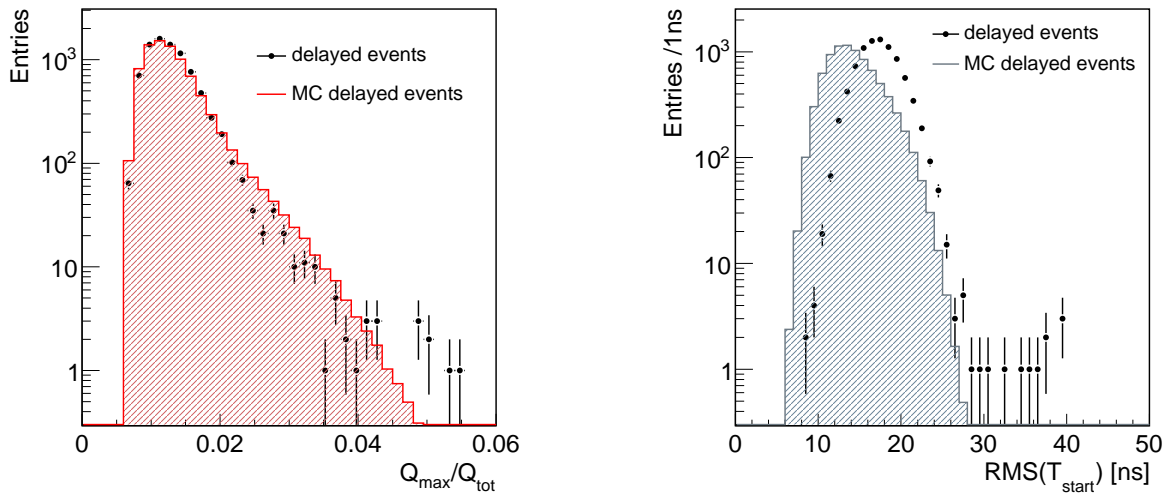 Entries
10³
10²
10
1
delayed events
MC delayed events
0
0.02
0.04
0.06
Q_max/Q_tot
Entries /1ns
10³
10²
10
1
delayed events
MC delayed events
0
10
20
30
40
50
RMS(T_start) [ns]